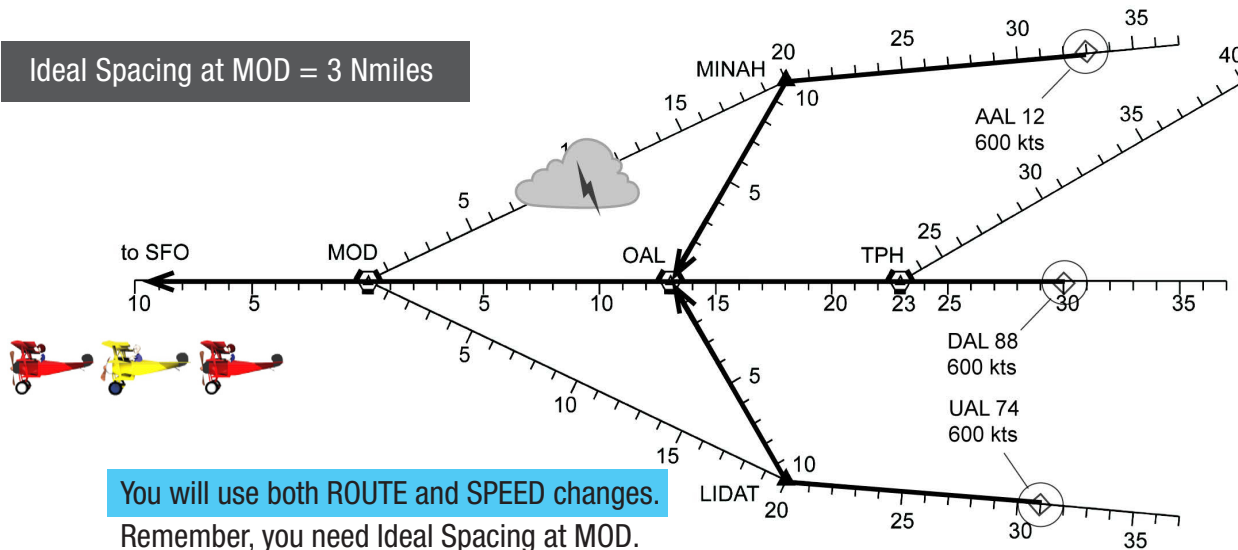 Ideal Spacing at MOD = 3 Nmiles
35
30
25
20
MINAH
10
15
5
5
AAL 12
600 kts
40
35
30
25
to SFO
MOD
OAL
TPH
10
5
5
10
15
20
23
25
30
35
DAL 88
600 kts
5
10
15
5
10
LIDAT
20
25
30
35
UAL 74
600 kts
You will use both ROUTE and SPEED changes.
Remember, you need Ideal Spacing at MOD.